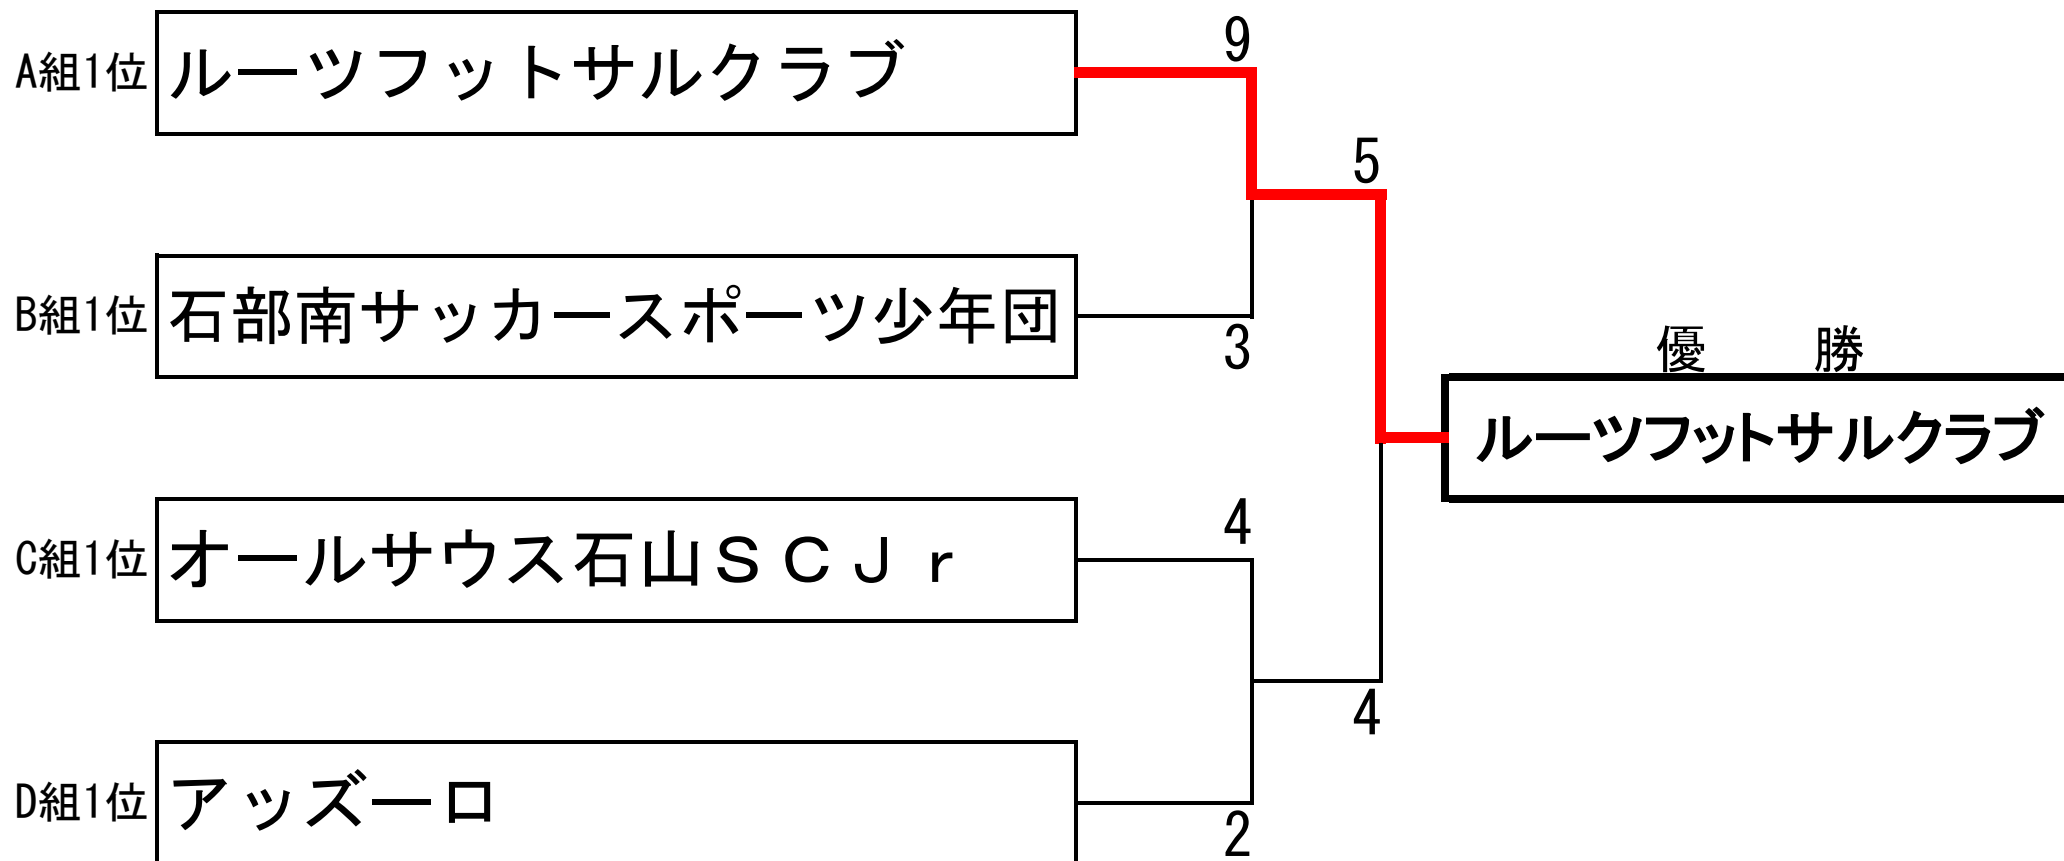 A組1位 ルーツフットサルクラブ 9
5
B組1位 石部南サッカースポーツ少年団 3
優勝
ルーツフットサルクラブ
C組1位 オールサウス石山ＳＣＪｒ 4
4
D組1位 アッズーロ 2